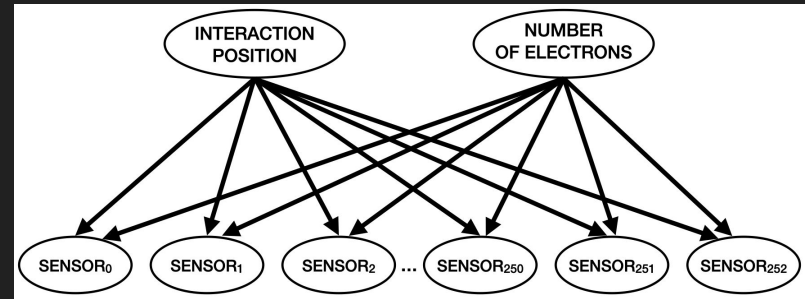 INTERACTION
POSITION
NUMBER
OF ELECTRONS
SENSOR₀ SENSOR₁ SENSOR₂ ... SENSOR₂₅₀ SENSOR₂₅₁ SENSOR₂₅₂